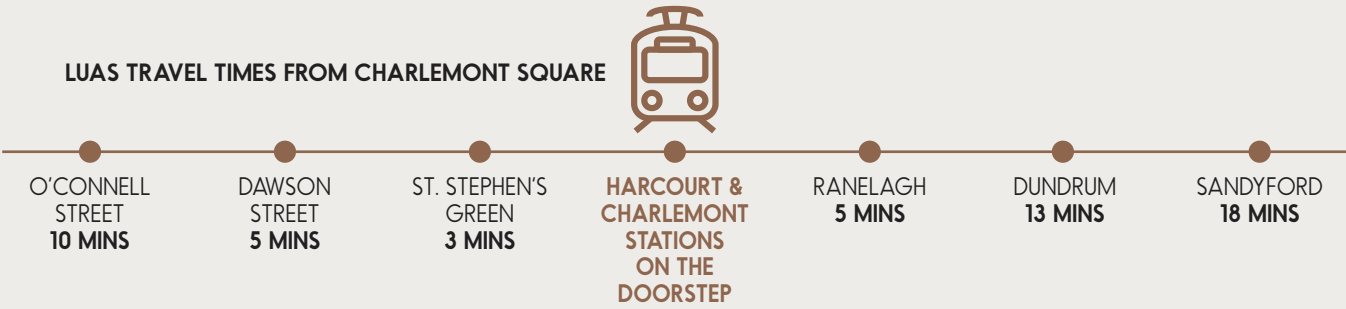 LUAS TRAVEL TIMES FROM CHARLEMONT SQUARE
O'CONNELL
STREET
10 MINS
DAWSON
STREET
5 MINS
ST. STEPHEN'S
GREEN
3 MINS
HARCOURT &
CHARLEMONT
STATIONS
ON THE
DOORSTEP
RANELAGH
5 MINS
DUNDRUM
13 MINS
SANDYFORD
18 MINS